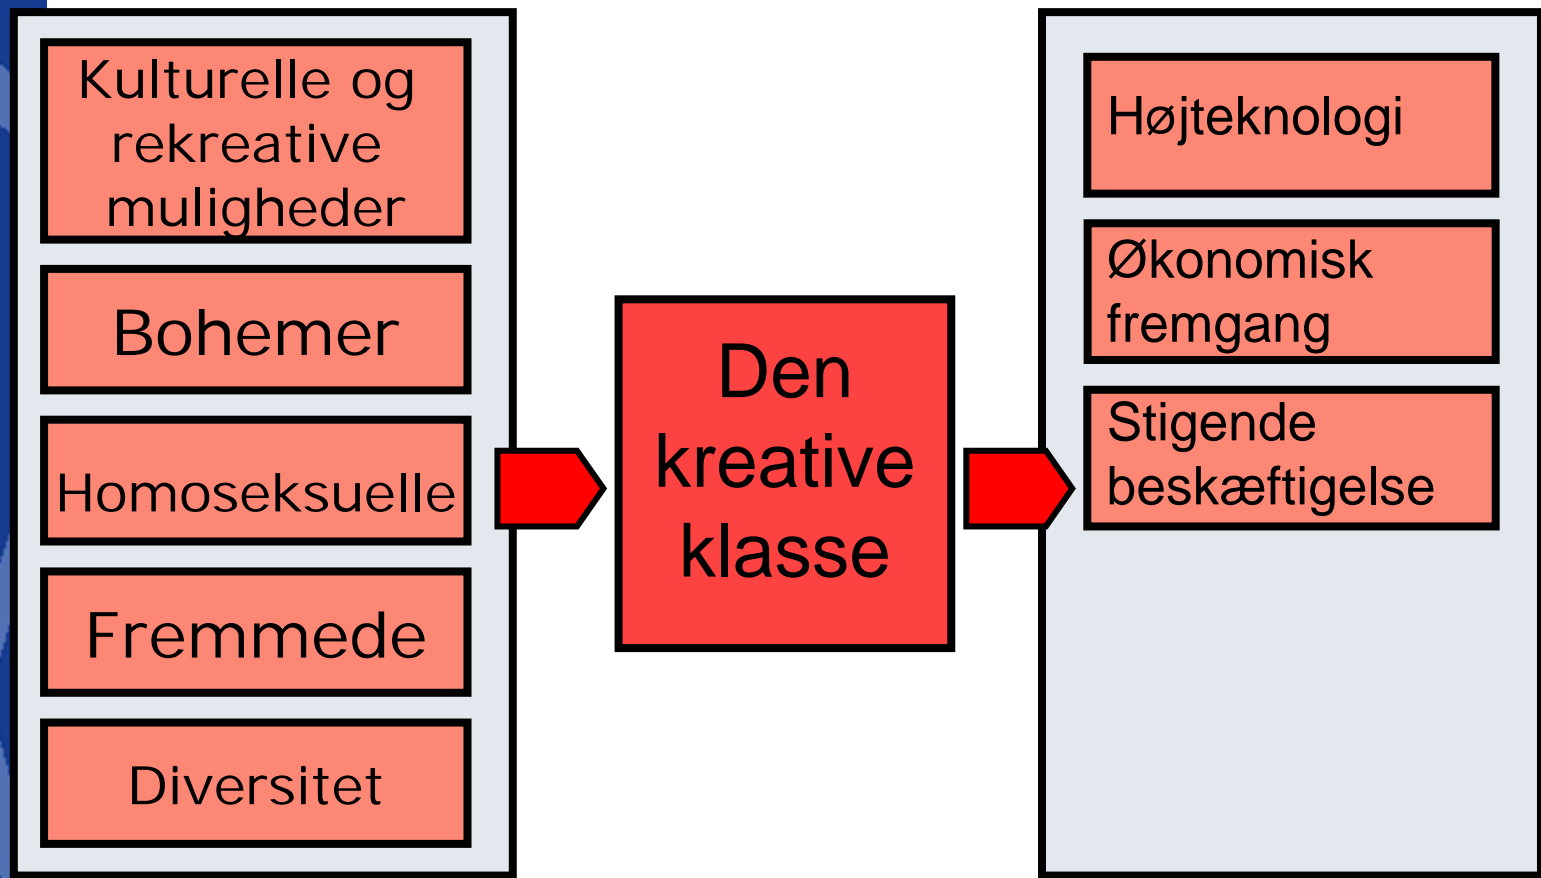 Kulturelle og
rekreative
muligheder
Bohemer
Homoseksuelle
Fremmede
Diversitet
Den
kreative
klasse
Højteknologi
Økonomisk
fremgang
Stigende
beskæftigelse